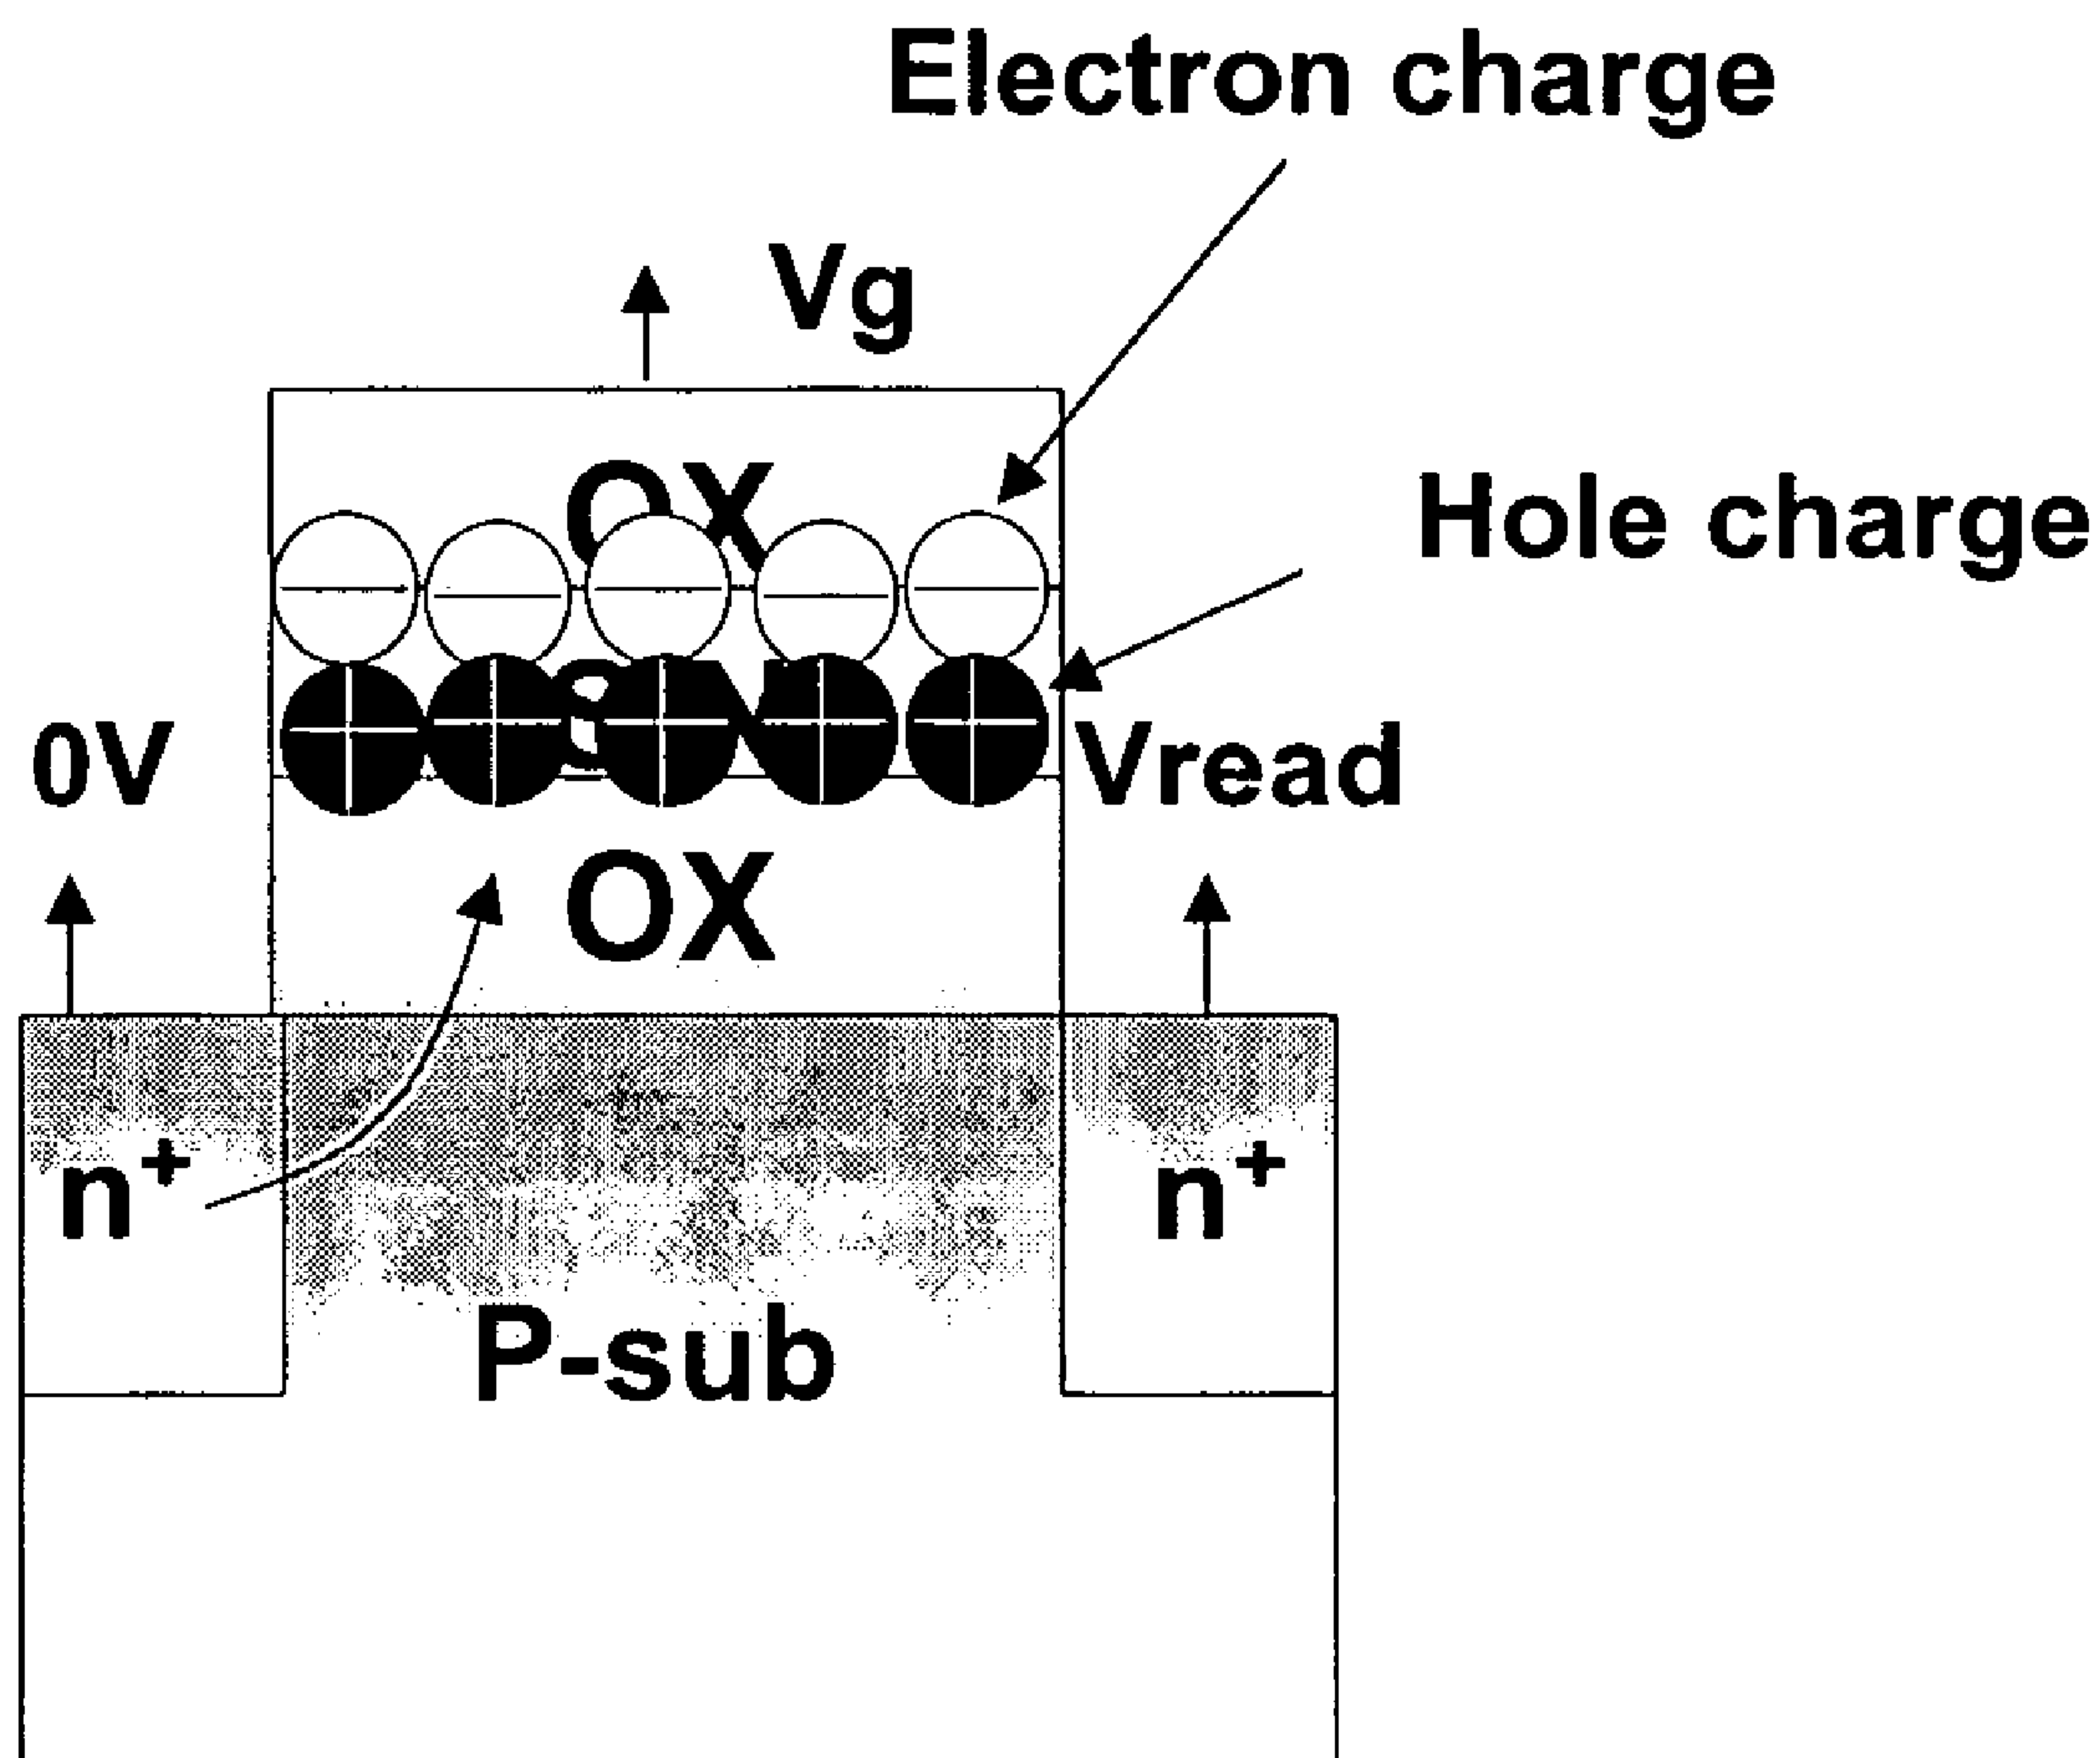 Electron charge
Vg
Hole charge
OX
0V
Vread
OX
n⁺
n⁺
P-sub